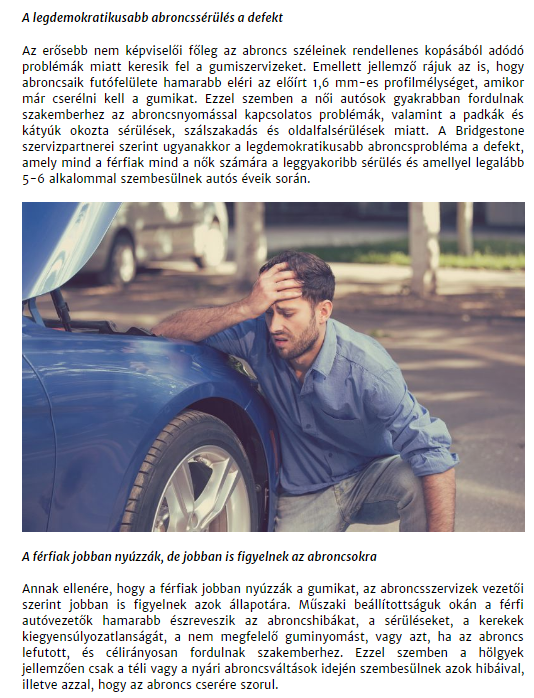 A legdemokratikusabb abroncssérülés a defekt
Az erősebb nem képviselői főleg az abroncs széleinek rendellenes kopásából adódó
problémák miatt keresik fel a gumiszervizeket. Emellett jellemző rájuk az is, hogy
abroncsaik futófelülete hamarabb eléri az előírt 1,6 mm-es profilmélységet, amikor
már cserélni kell a gumikat. Ezzel szemben a női autósok gyakrabban fordulnak
szakemberhez az abroncsnyomással kapcsolatos problémák, valamint a padkák és
kátyúk okozta sérülések, szálszakadás és oldalfalsérülések miatt. A Bridgestone
szervizpartnerei szerint ugyanakkor a legdemokratikusabb abroncsprobléma a defekt,
amely mind a férfiak mind a nők számára a leggyakoribb sérülés és amellyel legalább
5-6 alkalommal szembesülnek autós éveik során.
A férfiak jobban nyúzzák, de jobban is figyelnek az abroncsokra
Annak ellenére, hogy a férfiak jobban nyúzzák a gumikat, az abroncsszervizek vezetői
szerint jobban is figyelnek azok állapotára. Műszaki beállítottságuk okán a férfi
autóvezetők hamarabb észreveszik az abroncshibákat, a sérüléseket, a kerekek
kiegyensúlyozatlanságát, a nem megfelelő guminyomást, vagy azt, ha az abroncs
lefutott, és célirányosan fordulnak szakemberhez. Ezzel szemben a hölgyek
jellemzően csak a téli vagy a nyári abroncsváltások idején szembesülnek azok hibáival,
illetve azzal, hogy az abroncs cserére szorul.